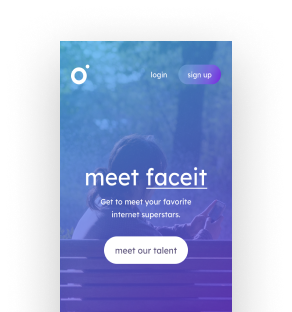 login
sign up
meet faceit
Get to meet your favorite
internet superstars.
meet our talent